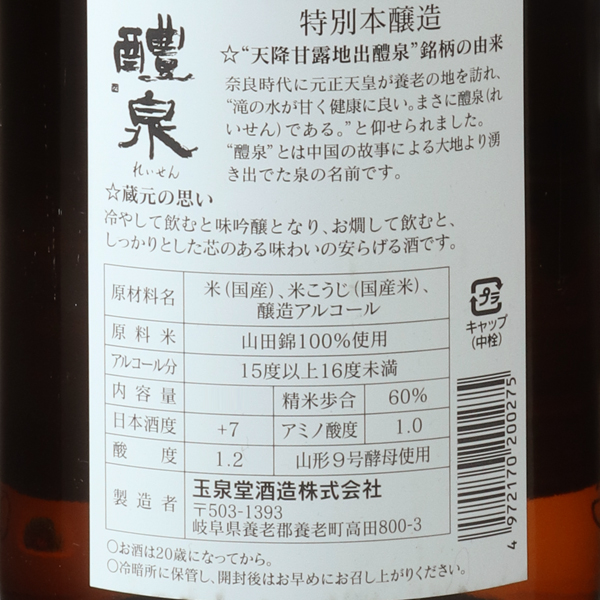 特別本醸造
醴泉
れいせん
☆“天降甘露地出醴泉”銘柄の由来
奈良時代に元正天皇が養老の地を訪れ、
“滝の水が甘く健康に良い。まさに醴泉(れ
いせん)である。”と仰せられました。
“醴泉”とは中国の故事による大地より湧
き出でた泉の名前です。
☆蔵元の思い
冷やして飲むと味吟醸となり、お燗して飲むと、
しっかりとした芯のある味わいの安らげる酒です。
原材料名 米(国産)、米こうじ(国産米)、
醸造アルコール
原料米 山田錦100%使用
アルコール分 15度以上16度未満
内容量 精米歩合 60%
日本酒度 +7 アミノ酸度 1.0
酸度 1.2 山形9号酵母使用
製造者 玉泉堂酒造株式会社
〒503-1393
岐阜県養老郡養老町高田800-3
プラ
キャップ
(中栓)
4 972170 200275
○お酒は20歳になってから。
○冷暗所に保管し、開封後はお早めにお召し上がりください。